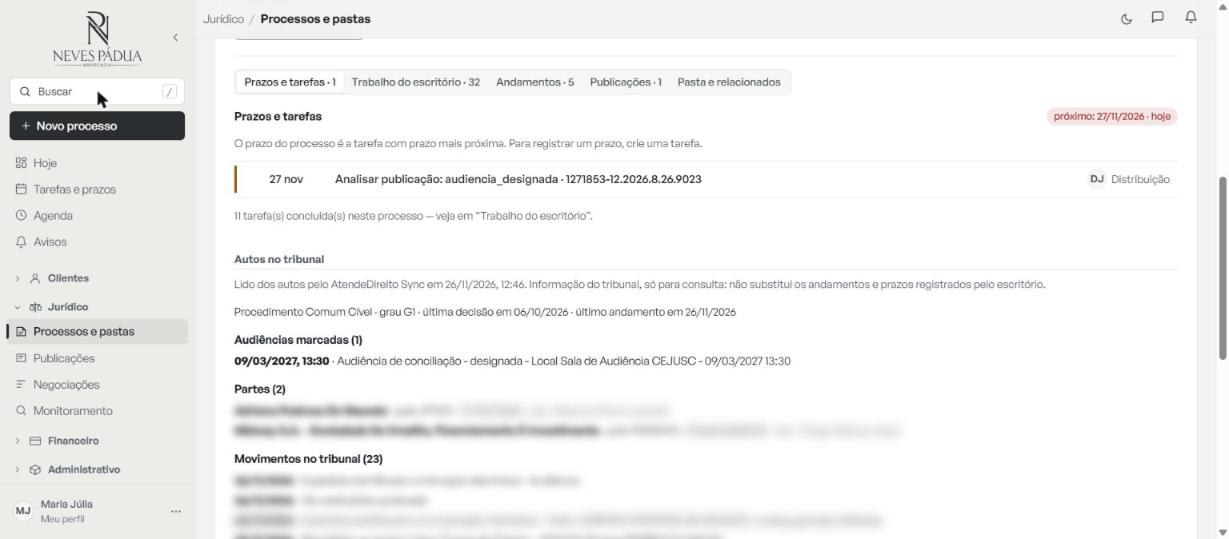 NEVES PÁDUA
ADVOCACIA
Buscar
/
+ Novo processo
Hoje
Tarefas e prazos
Agenda
Avisos
Clientes
Jurídico
Processos e pastas
Publicações
Negociações
Monitoramento
Financeiro
Administrativo
MJ
Maria Júlia
Meu perfil
Jurídico / Processos e pastas
Prazos e tarefas · 1
Trabalho do escritório · 32
Andamentos · 5
Publicações · 1
Pasta e relacionados
Prazos e tarefas
próximo: 27/11/2026 · hoje
O prazo do processo é a tarefa com prazo mais próxima. Para registrar um prazo, crie uma tarefa.
27 nov
Analisar publicação: audiencia_designada · 1271853-12.2026.8.26.9023
DJ Distribuição
11 tarefa(s) concluída(s) neste processo — veja em “Trabalho do escritório”.
Autos no tribunal
Lido dos autos pelo AtendeDireito Sync em 26/11/2026, 12:46. Informação do tribunal, só para consulta: não substitui os andamentos e prazos registrados pelo escritório.
Procedimento Comum Cível · grau G1 · última decisão em 06/10/2026 · último andamento em 26/11/2026
Audiências marcadas (1)
09/03/2027, 13:30 · Audiência de conciliação - designada - Local Sala de Audiência CEJUSC - 09/03/2027 13:30
Partes (2)
Movimentos no tribunal (23)